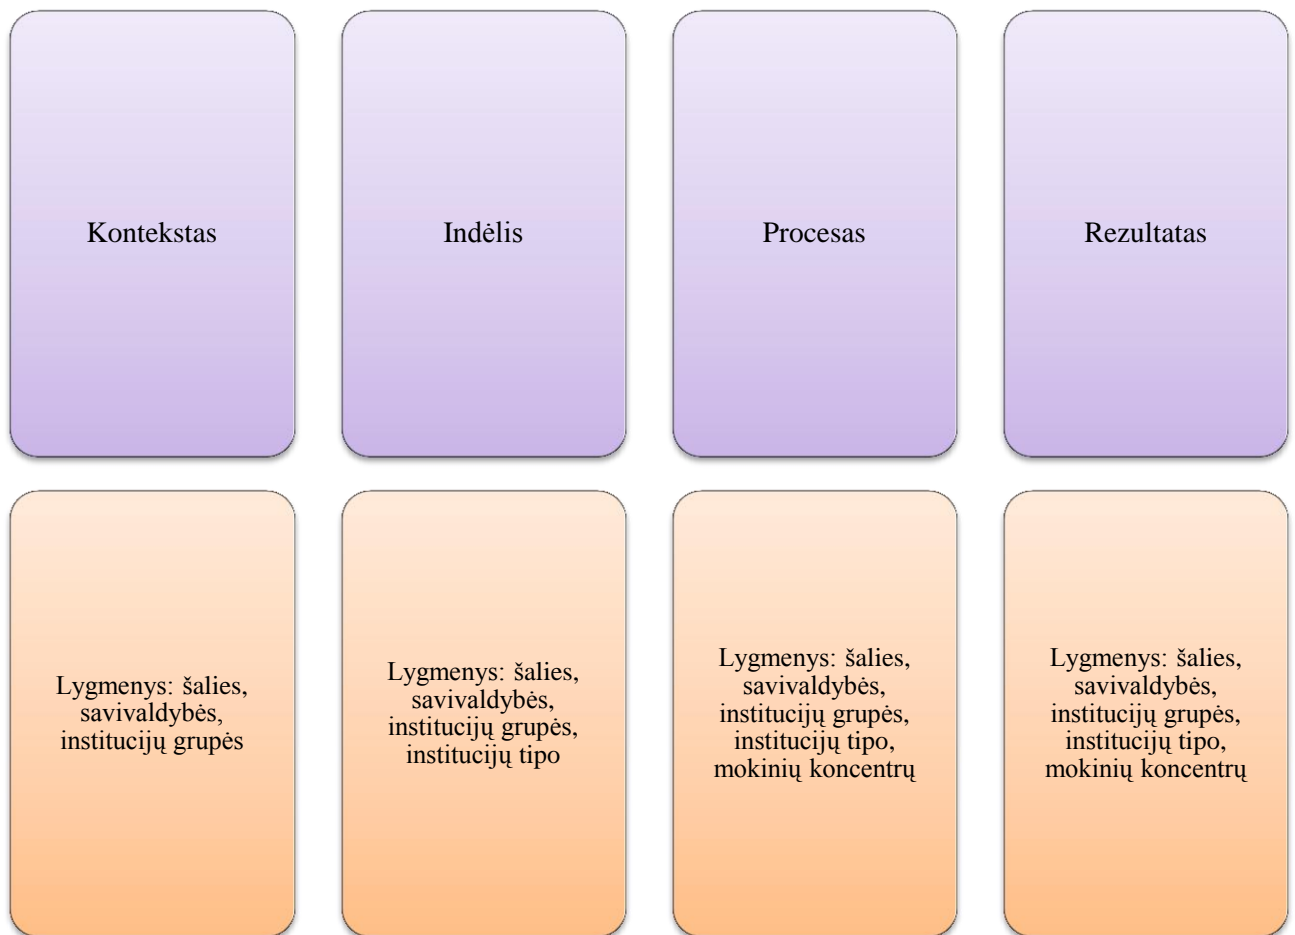 Kontekstas
Indėlis
Procesas
Rezultatas
Lygmenys: šalies,
savivaldybės,
institucijų grupės
Lygmenys: šalies,
savivaldybės,
institucijų grupės,
institucijų tipo
Lygmenys: šalies,
savivaldybės,
institucijų grupės,
institucijų tipo,
mokinių koncentrų
Lygmenys: šalies,
savivaldybės,
institucijų grupės,
institucijų tipo,
mokinių koncentrų